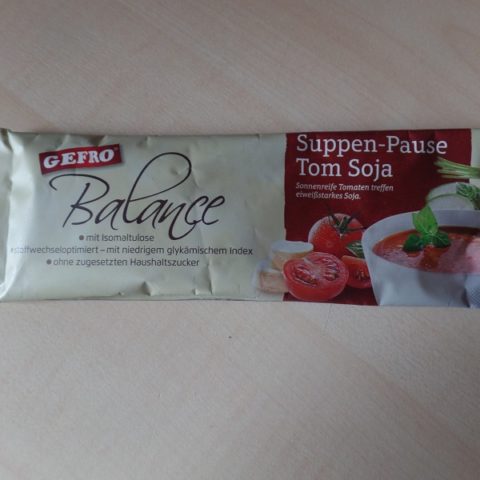 GEFRO
Balance
• mit Isomaltulose
stoffwechseloptimiert – mit niedrigem glykämischem Index
• ohne zugesetzten Haushaltszucker
Suppen-Pause
Tom Soja
Sonnenreife Tomaten treffen
eiweißstarkes Soja.